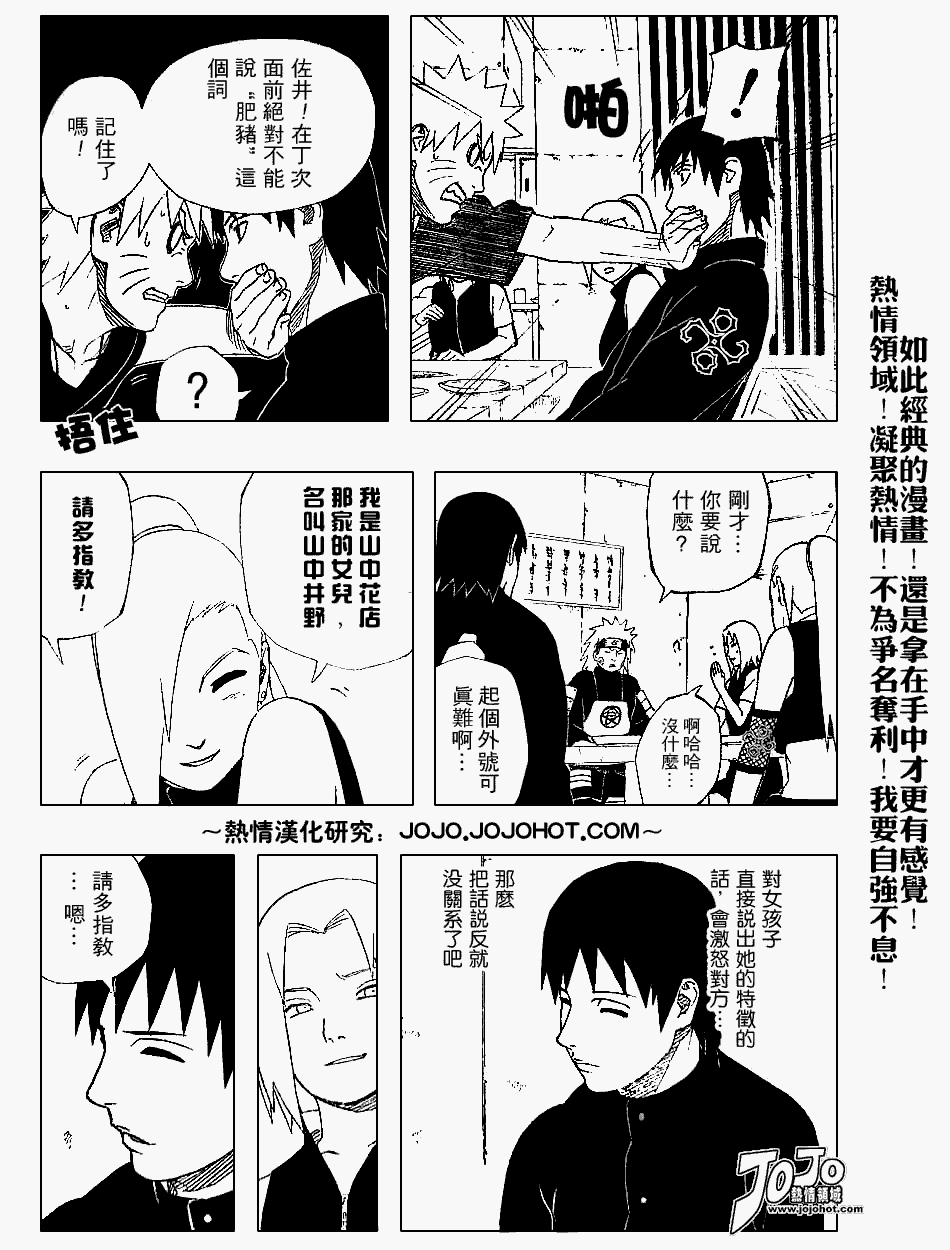 啪
！
佐井！在丁次
面前絕對不能
說“肥豬”這
個詞
記住了
嗎！
？
捂住
剛才…
你要說
什麼？
啊哈哈…
沒什麼…
起個外號可
真難啊…
我是山中花店
那家的女兒，
名叫山中井野
請多指教！
～熱情漢化研究：JOJO.JOJOHOT.COM～
對女孩子
直接説出她的特徵的
話，會激怒對方…
那麼
把話說反就
没關系了吧
請多指教
…嗯…
如此經典的漫畫！還是拿在手中才更有感覺！
熱情領域！凝聚熱情！不為爭名奪利！我要自強不息！
JOJO
熱情領域
www.jojohot.com